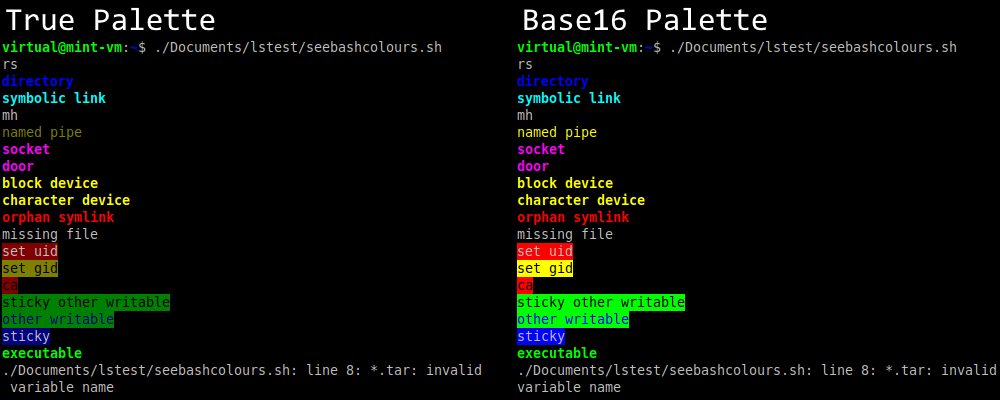 True Palette
virtual@mint-vm:~$ ./Documents/lstest/seebashcolours.sh
rs
directory
symbolic link
mh
named pipe
socket
door
block device
character device
orphan symlink
missing file
set uid
set gid
ca
sticky other writable
other writable
sticky
executable
./Documents/lstest/seebashcolours.sh: line 8: *.tar: invalid
variable name
Base16 Palette
virtual@mint-vm:~$ ./Documents/lstest/seebashcolours.sh
rs
directory
symbolic link
mh
named pipe
socket
door
block device
character device
orphan symlink
missing file
set uid
set gid
ca
sticky other writable
other writable
sticky
executable
./Documents/lstest/seebashcolours.sh: line 8: *.tar: invalid
variable name